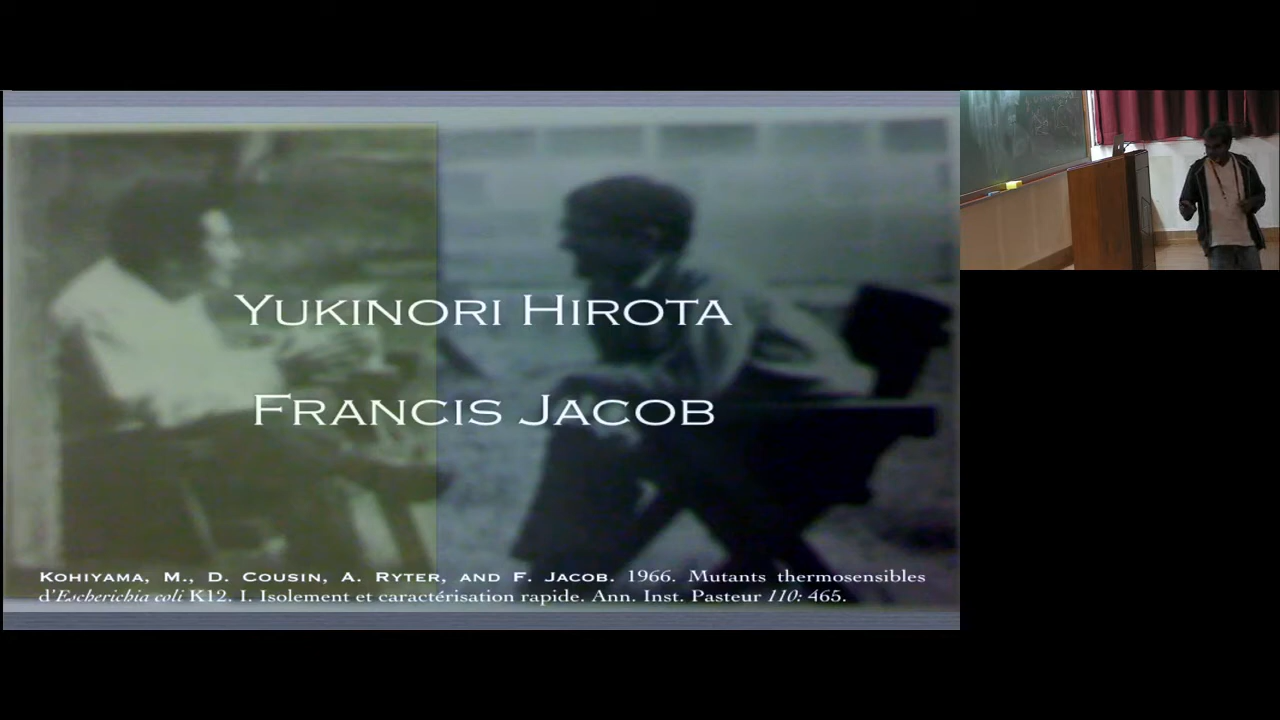 YUKINORI HIROTA
FRANCIS JACOB
KOHIYAMA, M., D. COUSIN, A. RYTER, AND F. JACOB. 1966. Mutants thermosensibles
d'Escherichia coli K12. I. Isolement et caractérisation rapide. Ann. Inst. Pasteur 110: 465.